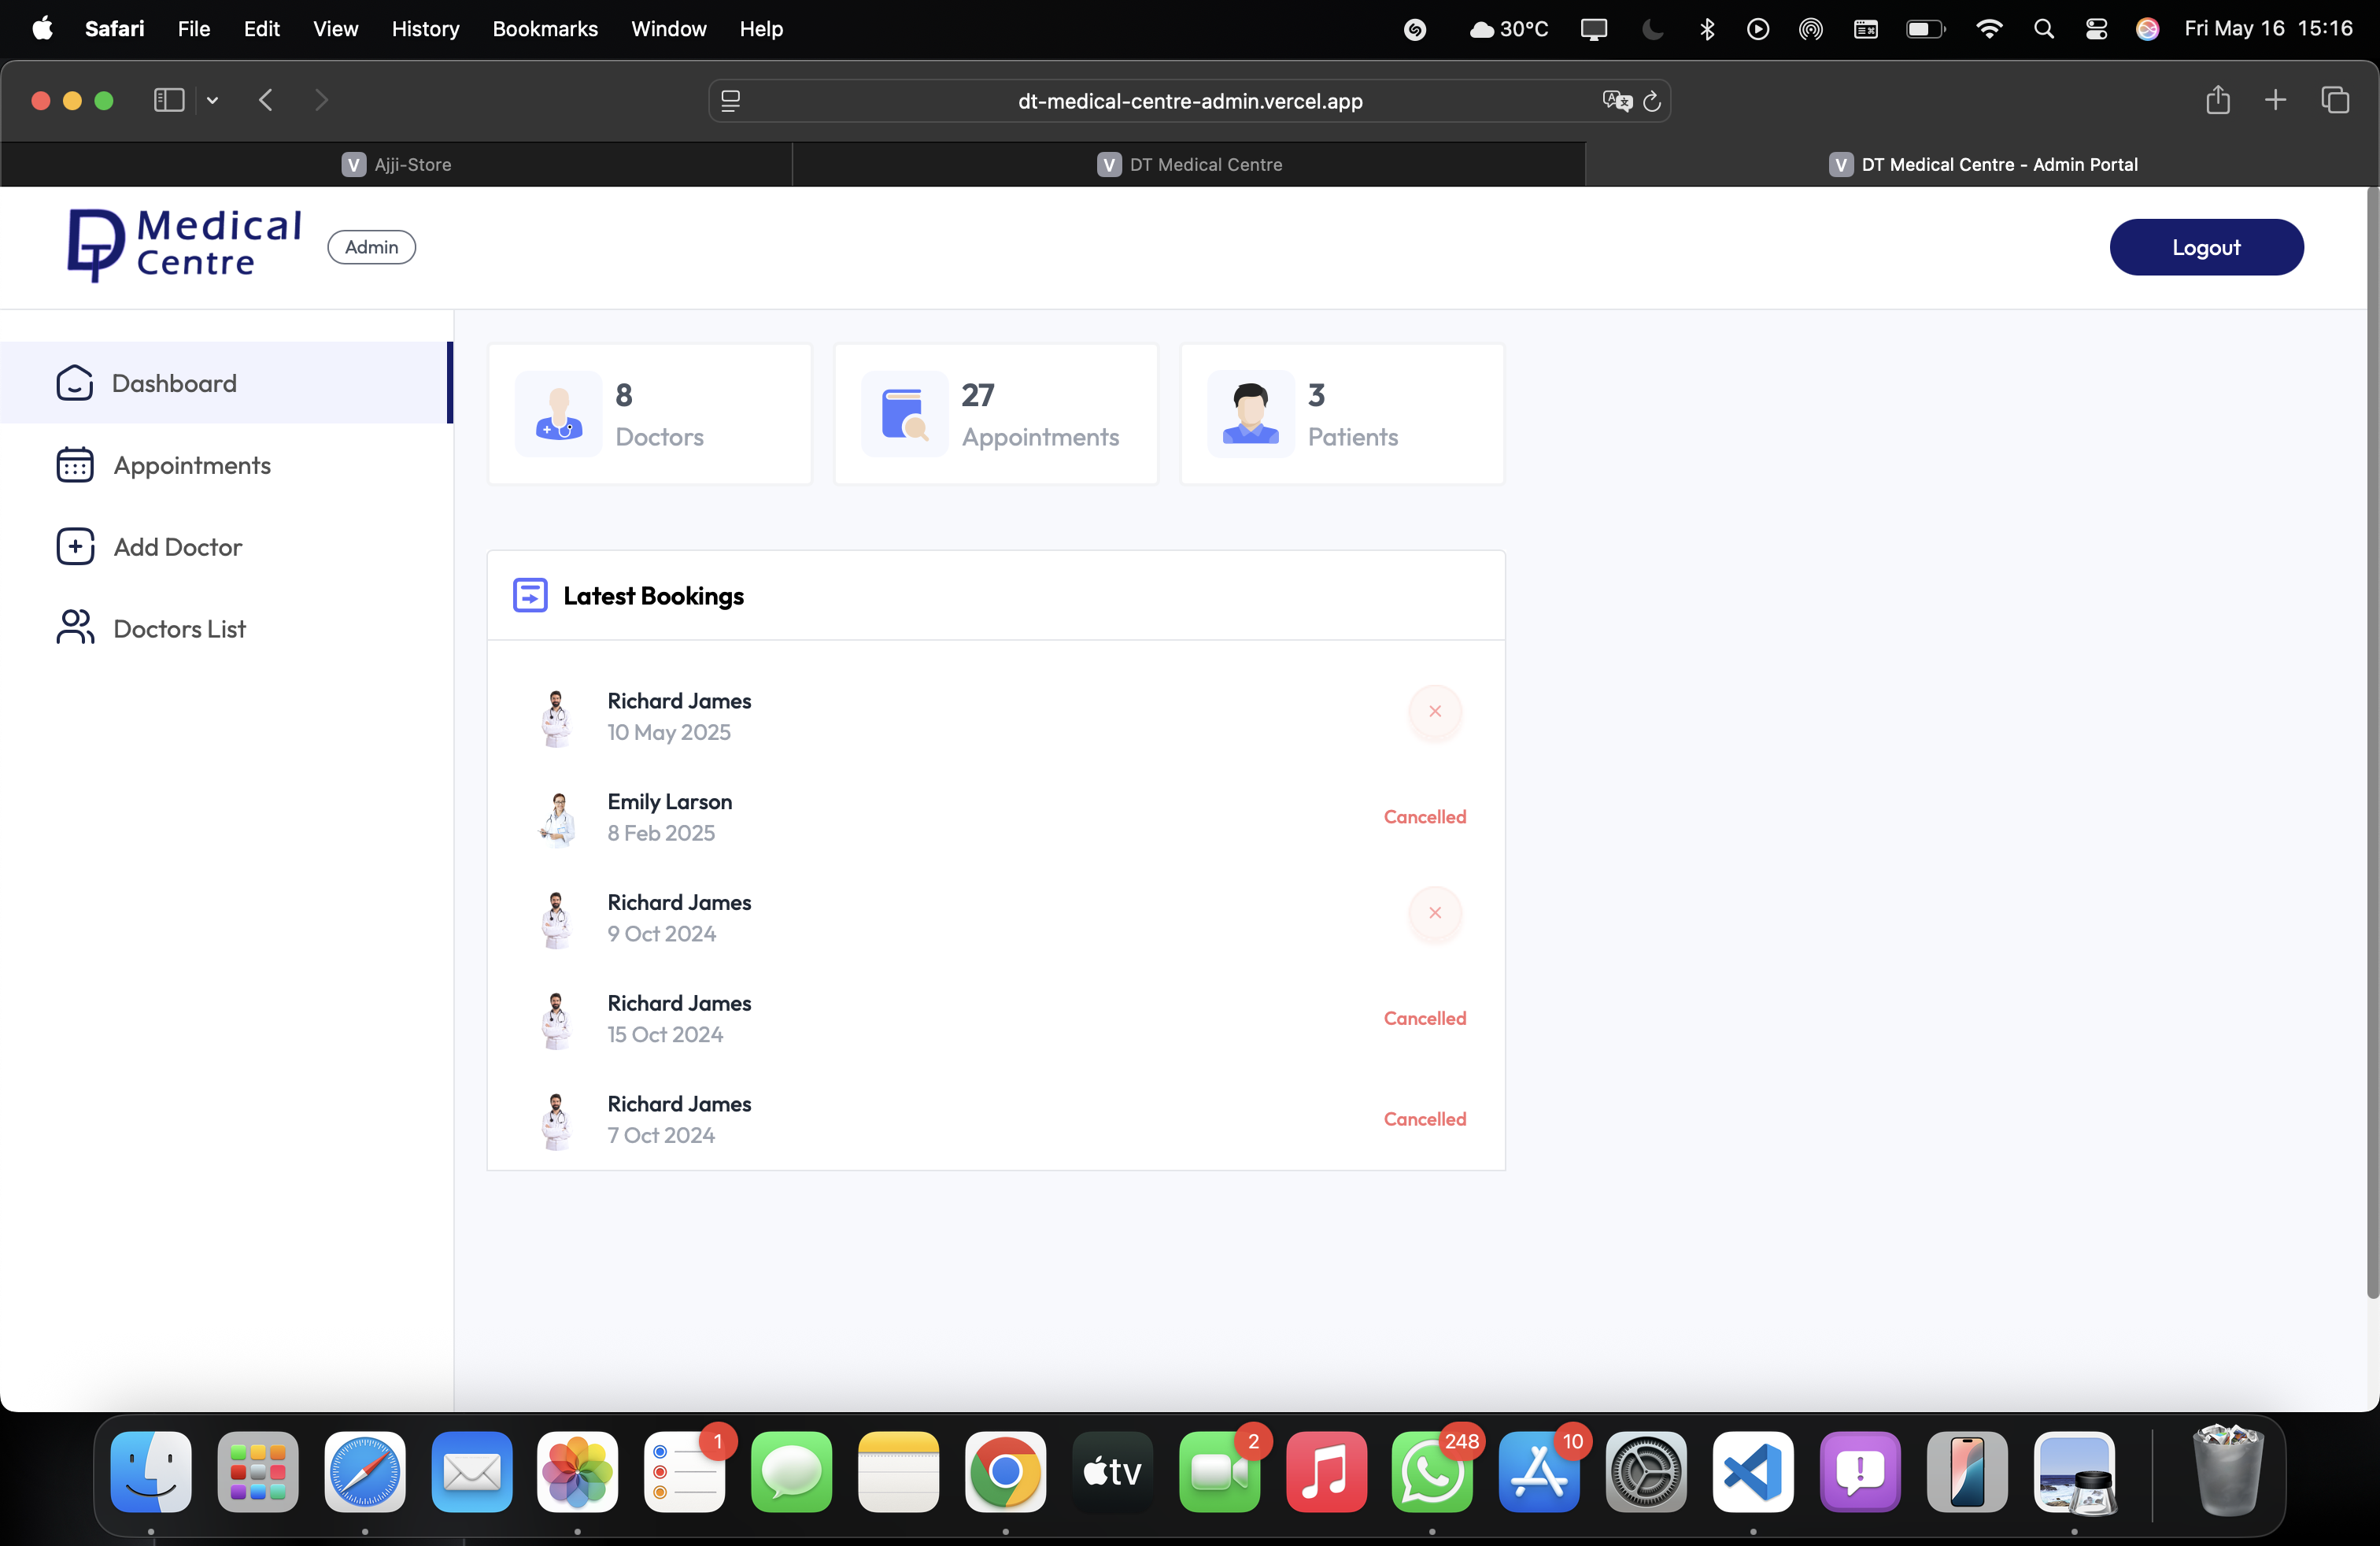 Safari File Edit View History Bookmarks Window Help 30°C Fri May 16 15:16
dt-medical-centre-admin.vercel.app
V Ajji-Store V DT Medical Centre V DT Medical Centre - Admin Portal
DT Medical
Centre
Admin
Logout
Dashboard
Appointments
Add Doctor
Doctors List
8
Doctors
27
Appointments
3
Patients
Latest Bookings
Richard James
10 May 2025
Emily Larson
8 Feb 2025
Cancelled
Richard James
9 Oct 2024
Richard James
15 Oct 2024
Cancelled
Richard James
7 Oct 2024
Cancelled
1 tv 2 248 10